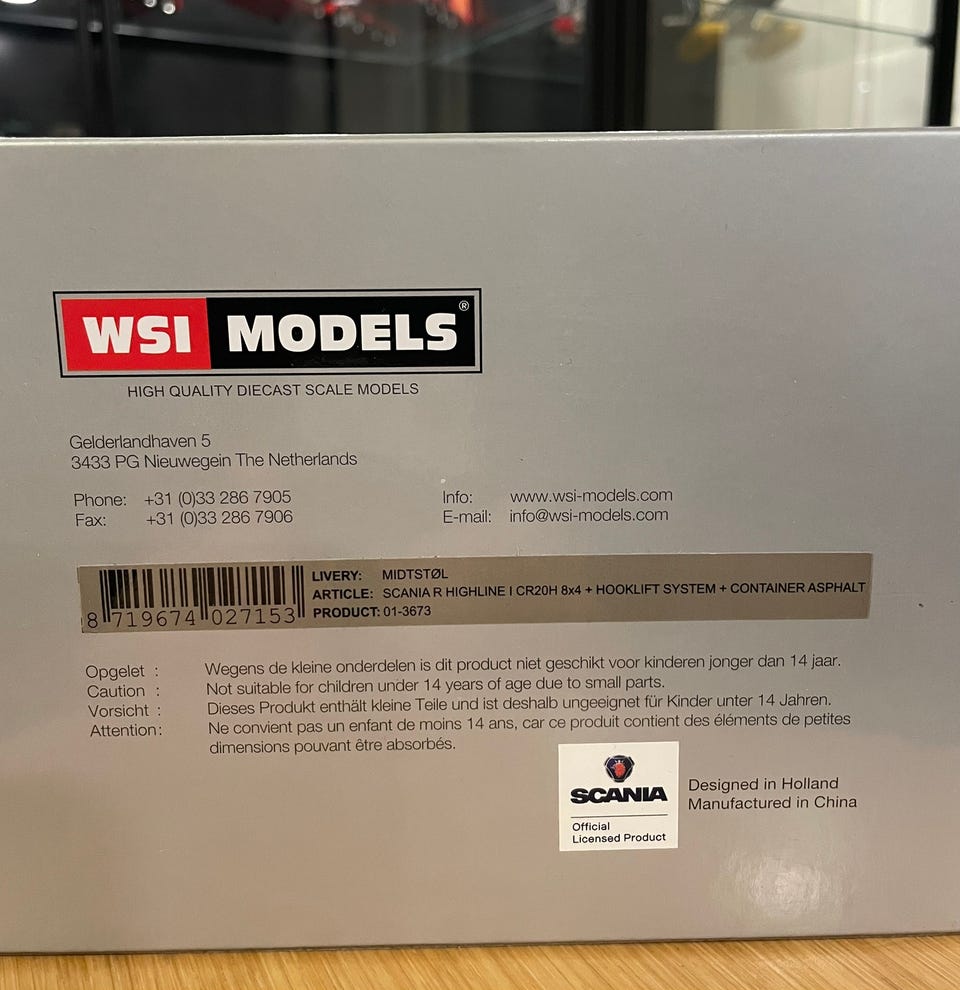 WSI MODELS®
HIGH QUALITY DIECAST SCALE MODELS
Gelderlandhaven 5
3433 PG Nieuwegein The Netherlands
Phone: +31 (0)33 286 7905
Fax: +31 (0)33 286 7906
Info: www.wsi-models.com
E-mail: info@wsi-models.com
8 719674 027153
LIVERY: MIDTSTØL
ARTICLE: SCANIA R HIGHLINE I CR20H 8x4 + HOOKLIFT SYSTEM + CONTAINER ASPHALT
PRODUCT: 01-3673
Opgelet : Wegens de kleine onderdelen is dit product niet geschikt voor kinderen jonger dan 14 jaar.
Caution : Not suitable for children under 14 years of age due to small parts.
Vorsicht : Dieses Produkt enthält kleine Teile und ist deshalb ungeeignet für Kinder unter 14 Jahren.
Attention: Ne convient pas un enfant de moins 14 ans, car ce produit contient des éléments de petites
dimensions pouvant être absorbés.
SCANIA
Official
Licensed Product
Designed in Holland
Manufactured in China